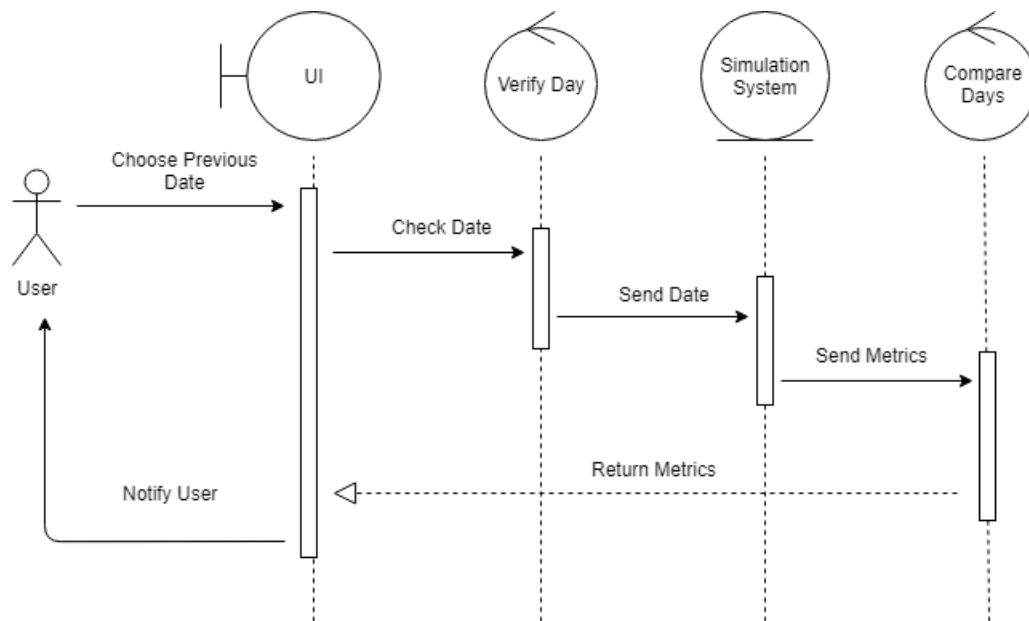 UI
Verify Day
Simulation
System
Compare
Days
Choose Previous
Date
User
Check Date
Send Date
Send Metrics
Return Metrics
Notify User